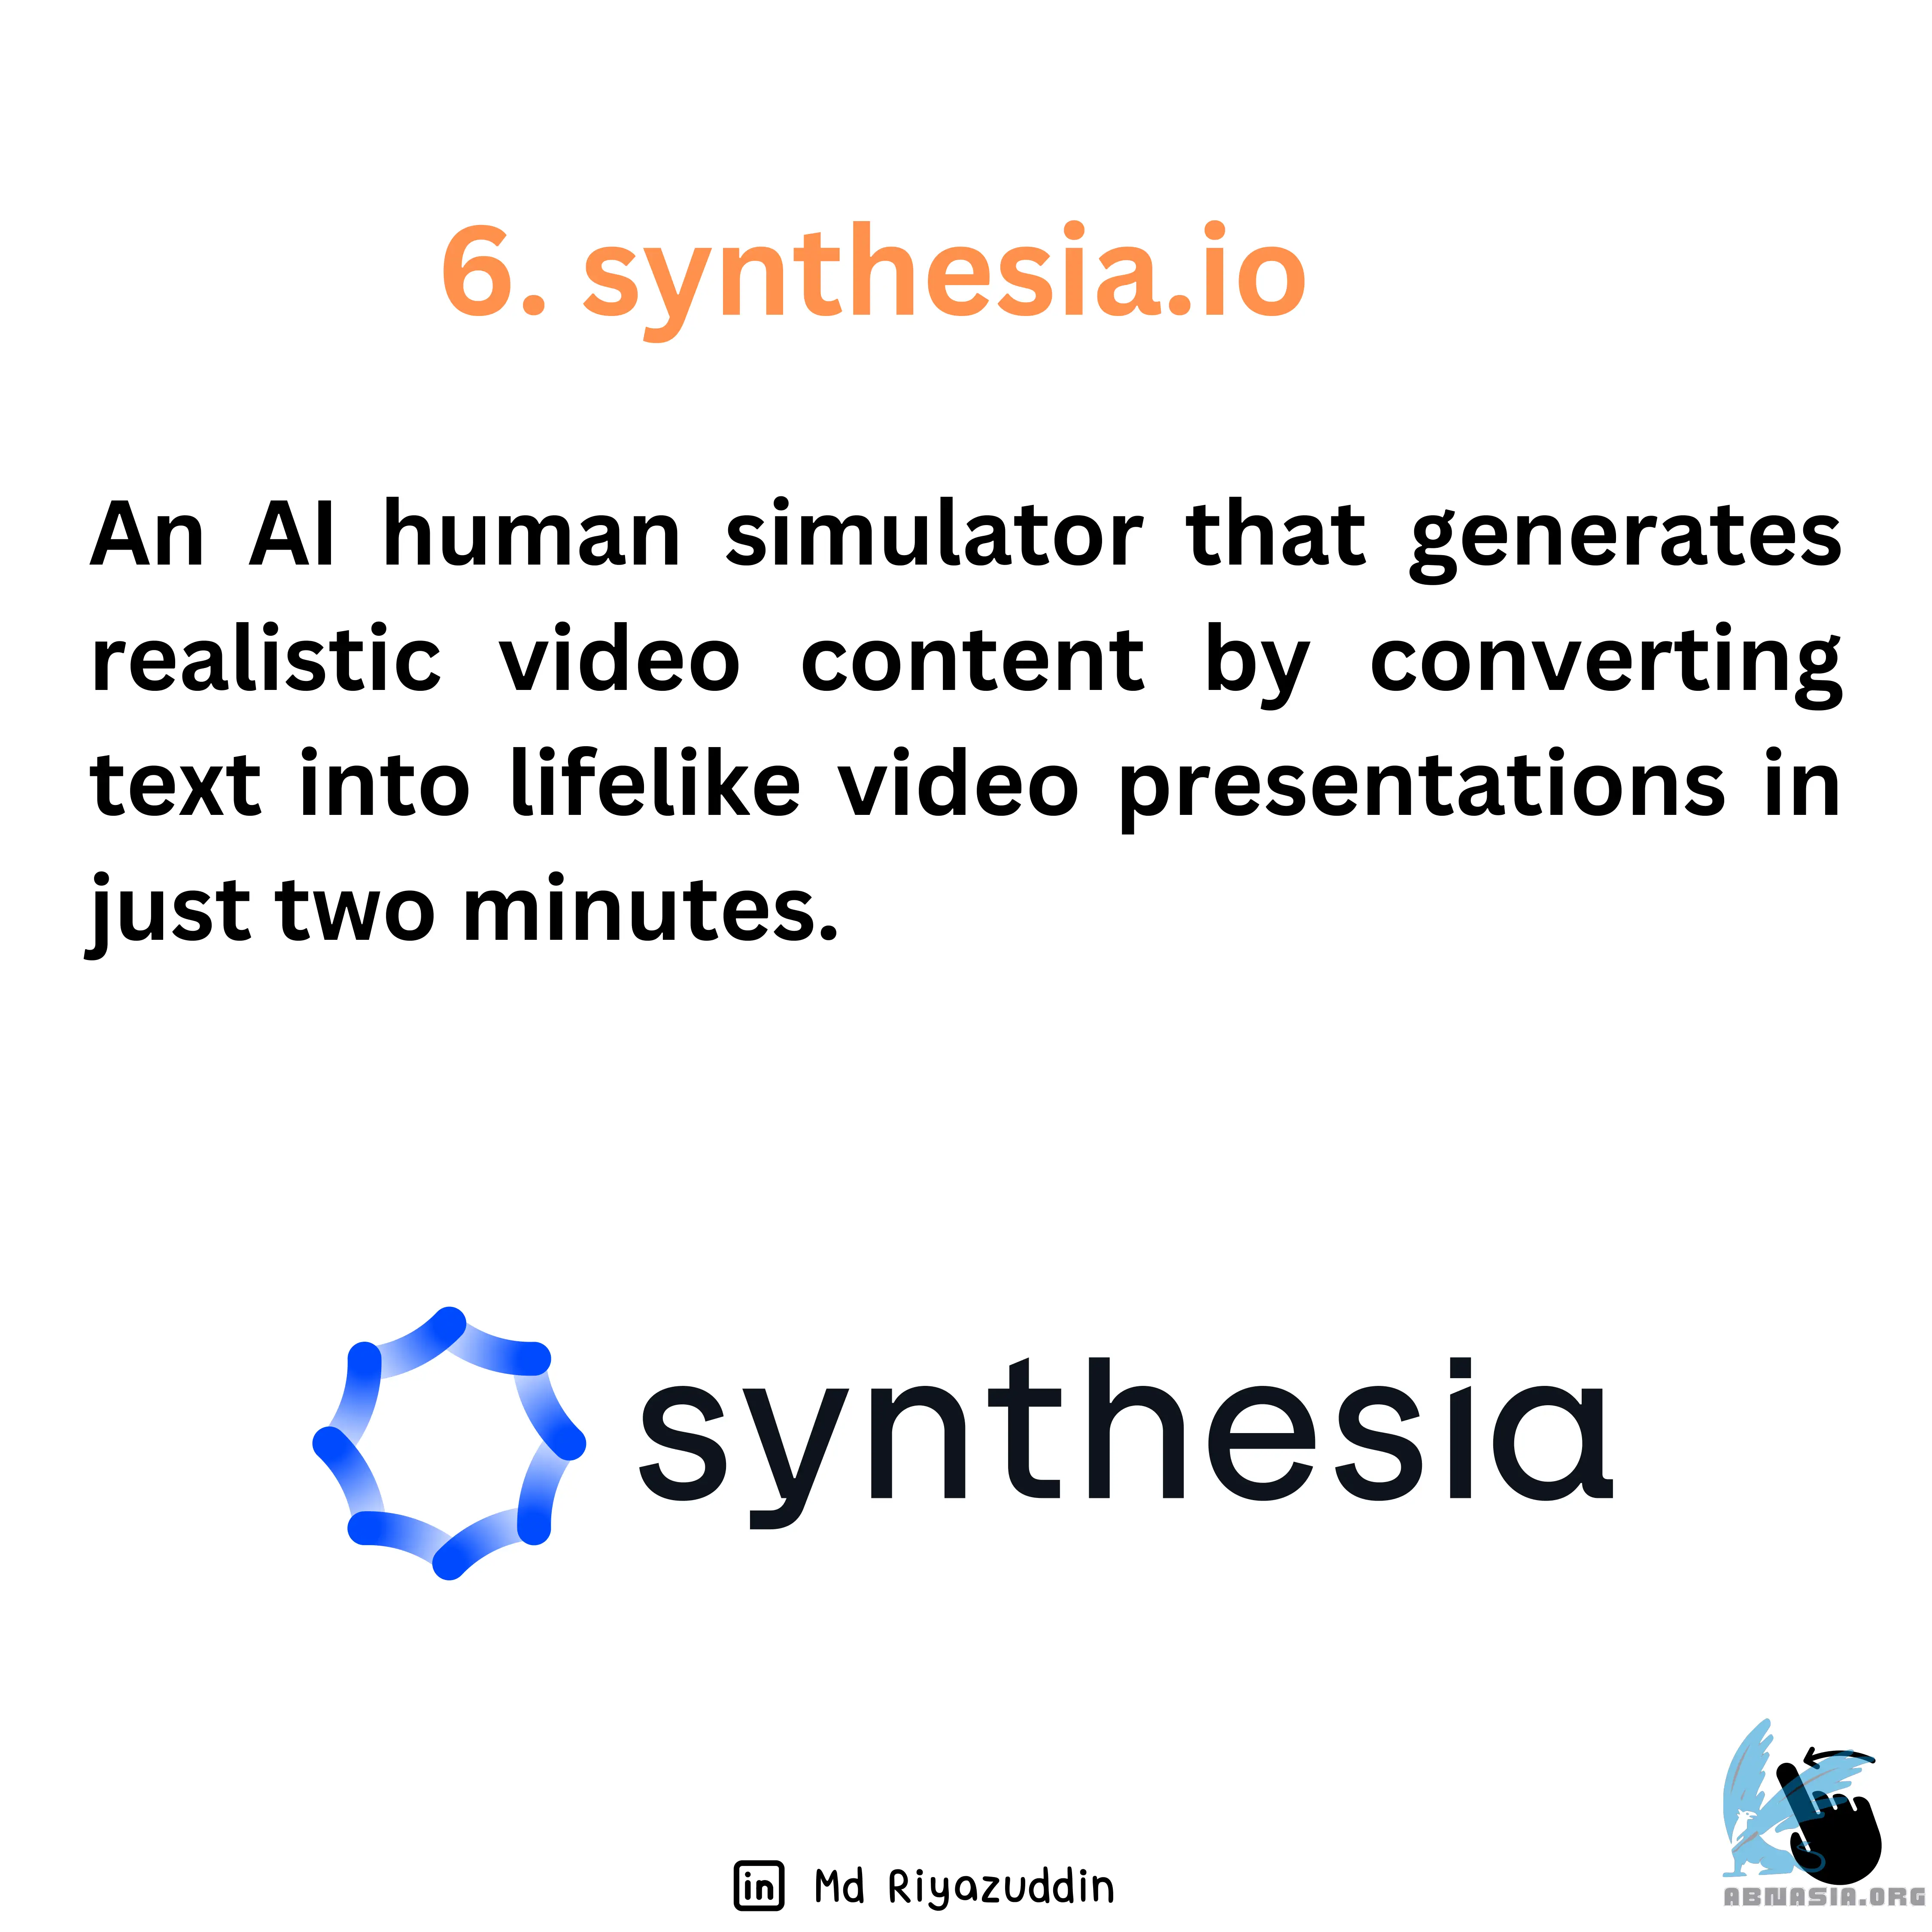 6. synthesia.io
An AI human simulator that generates
realistic video content by converting
text into lifelike video presentations in
just two minutes.
synthesia
in Md Riyazuddin
ABNASIA.ORG